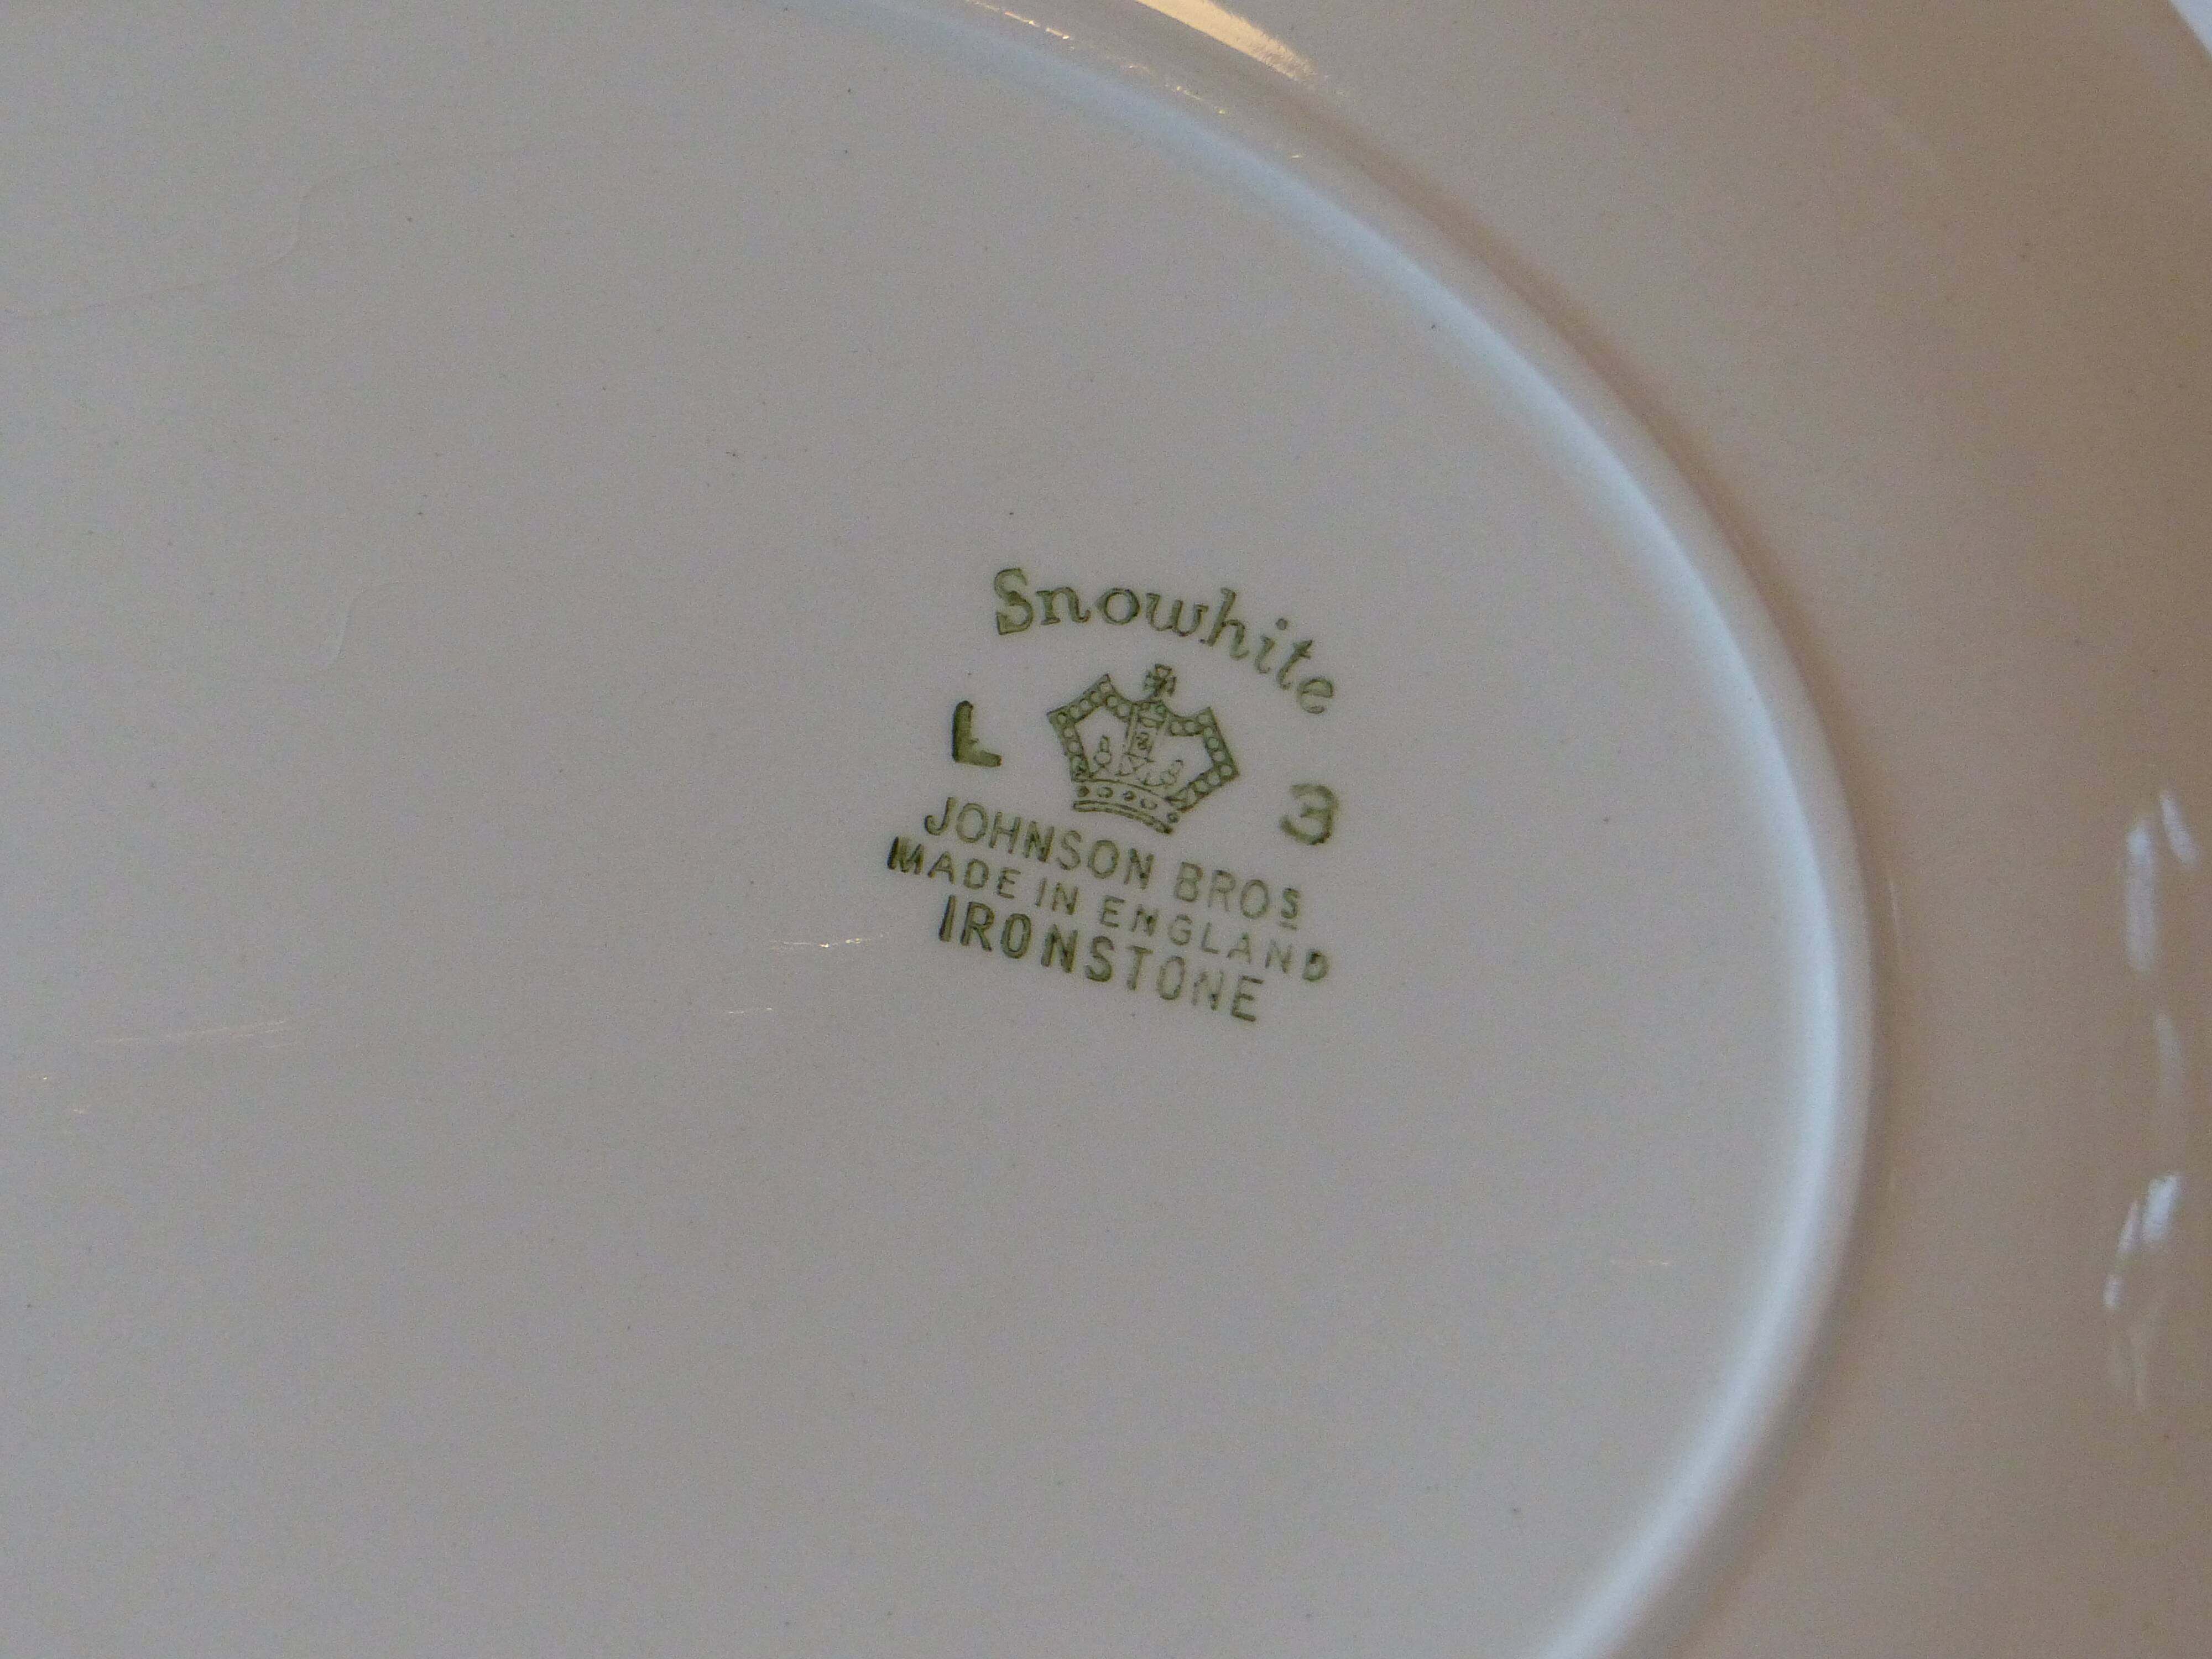 Snowhite
L 3
JOHNSON BROS
MADE IN ENGLAND
IRONSTONE